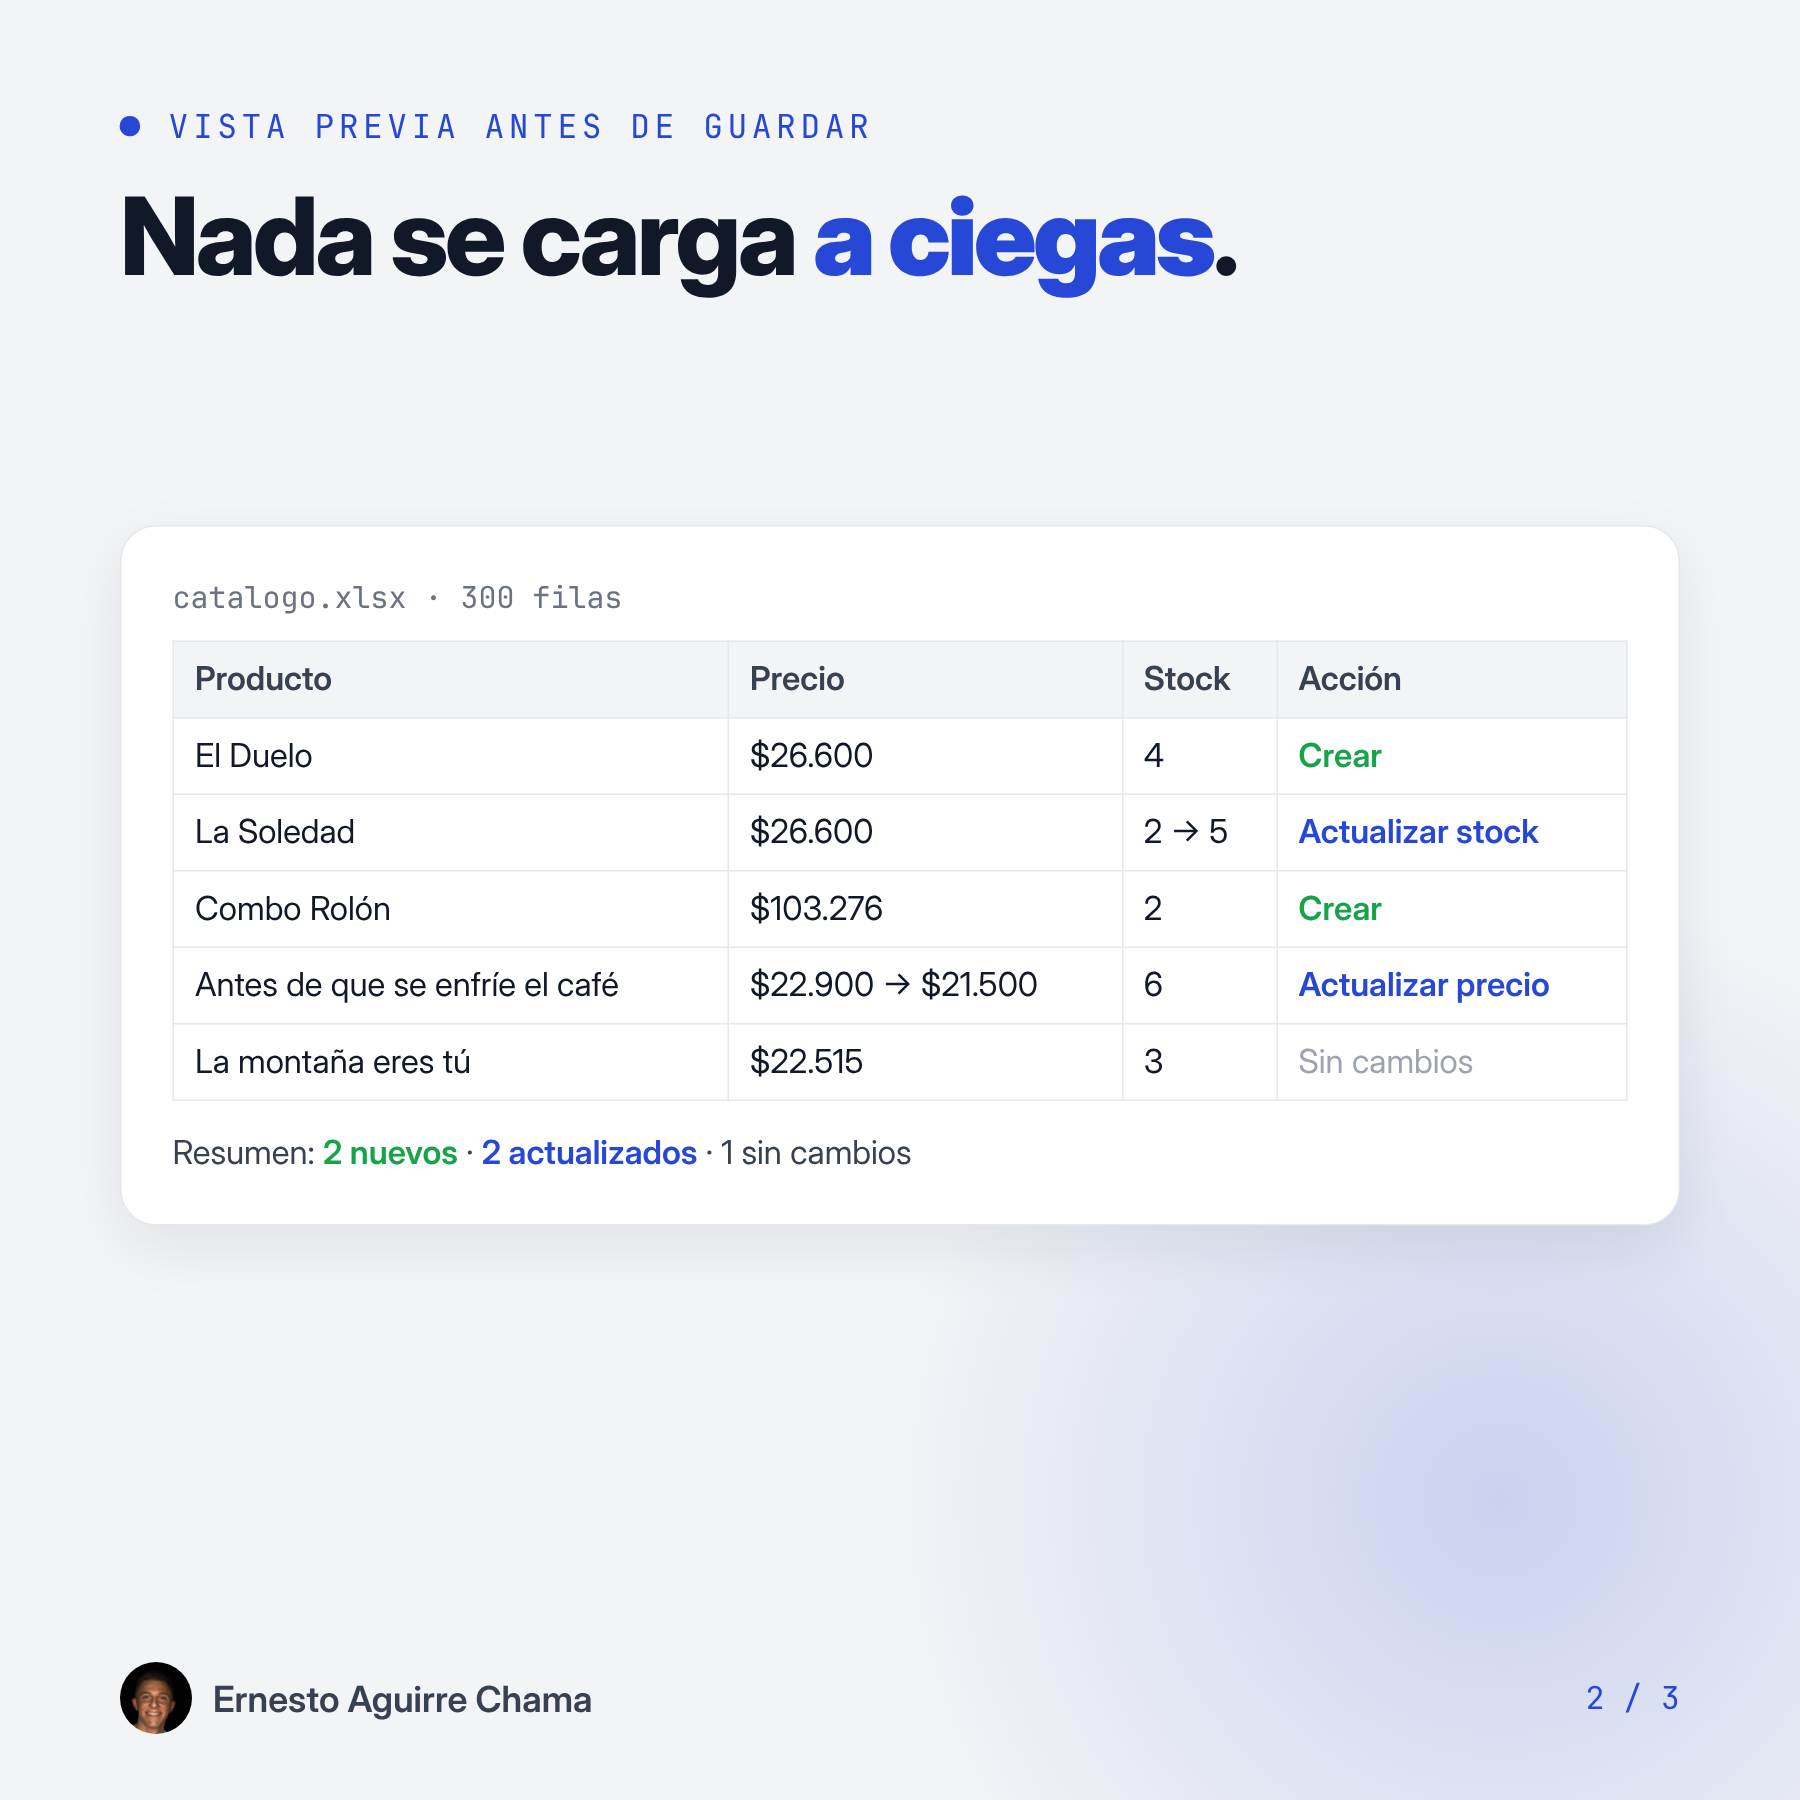 VISTA PREVIA ANTES DE GUARDAR
Nada se carga a ciegas.
catalogo.xlsx · 300 filas
Producto Precio Stock Acción
El Duelo $26.600 4 Crear
La Soledad $26.600 2 → 5 Actualizar stock
Combo Rolón $103.276 2 Crear
Antes de que se enfríe el café $22.900 → $21.500 6 Actualizar precio
La montaña eres tú $22.515 3 Sin cambios
Resumen: 2 nuevos · 2 actualizados · 1 sin cambios
Ernesto Aguirre Chama
2 / 3